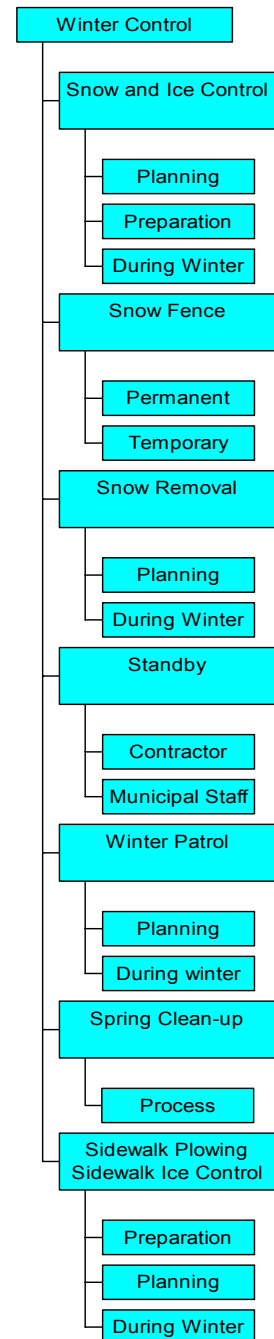 Winter Control
Snow and Ice Control
Planning
Preparation
During Winter
Snow Fence
Permanent
Temporary
Snow Removal
Planning
During Winter
Standby
Contractor
Municipal Staff
Winter Patrol
Planning
During winter
Spring Clean-up
Process
Sidewalk Plowing
Sidewalk Ice Control
Preparation
Planning
During Winter